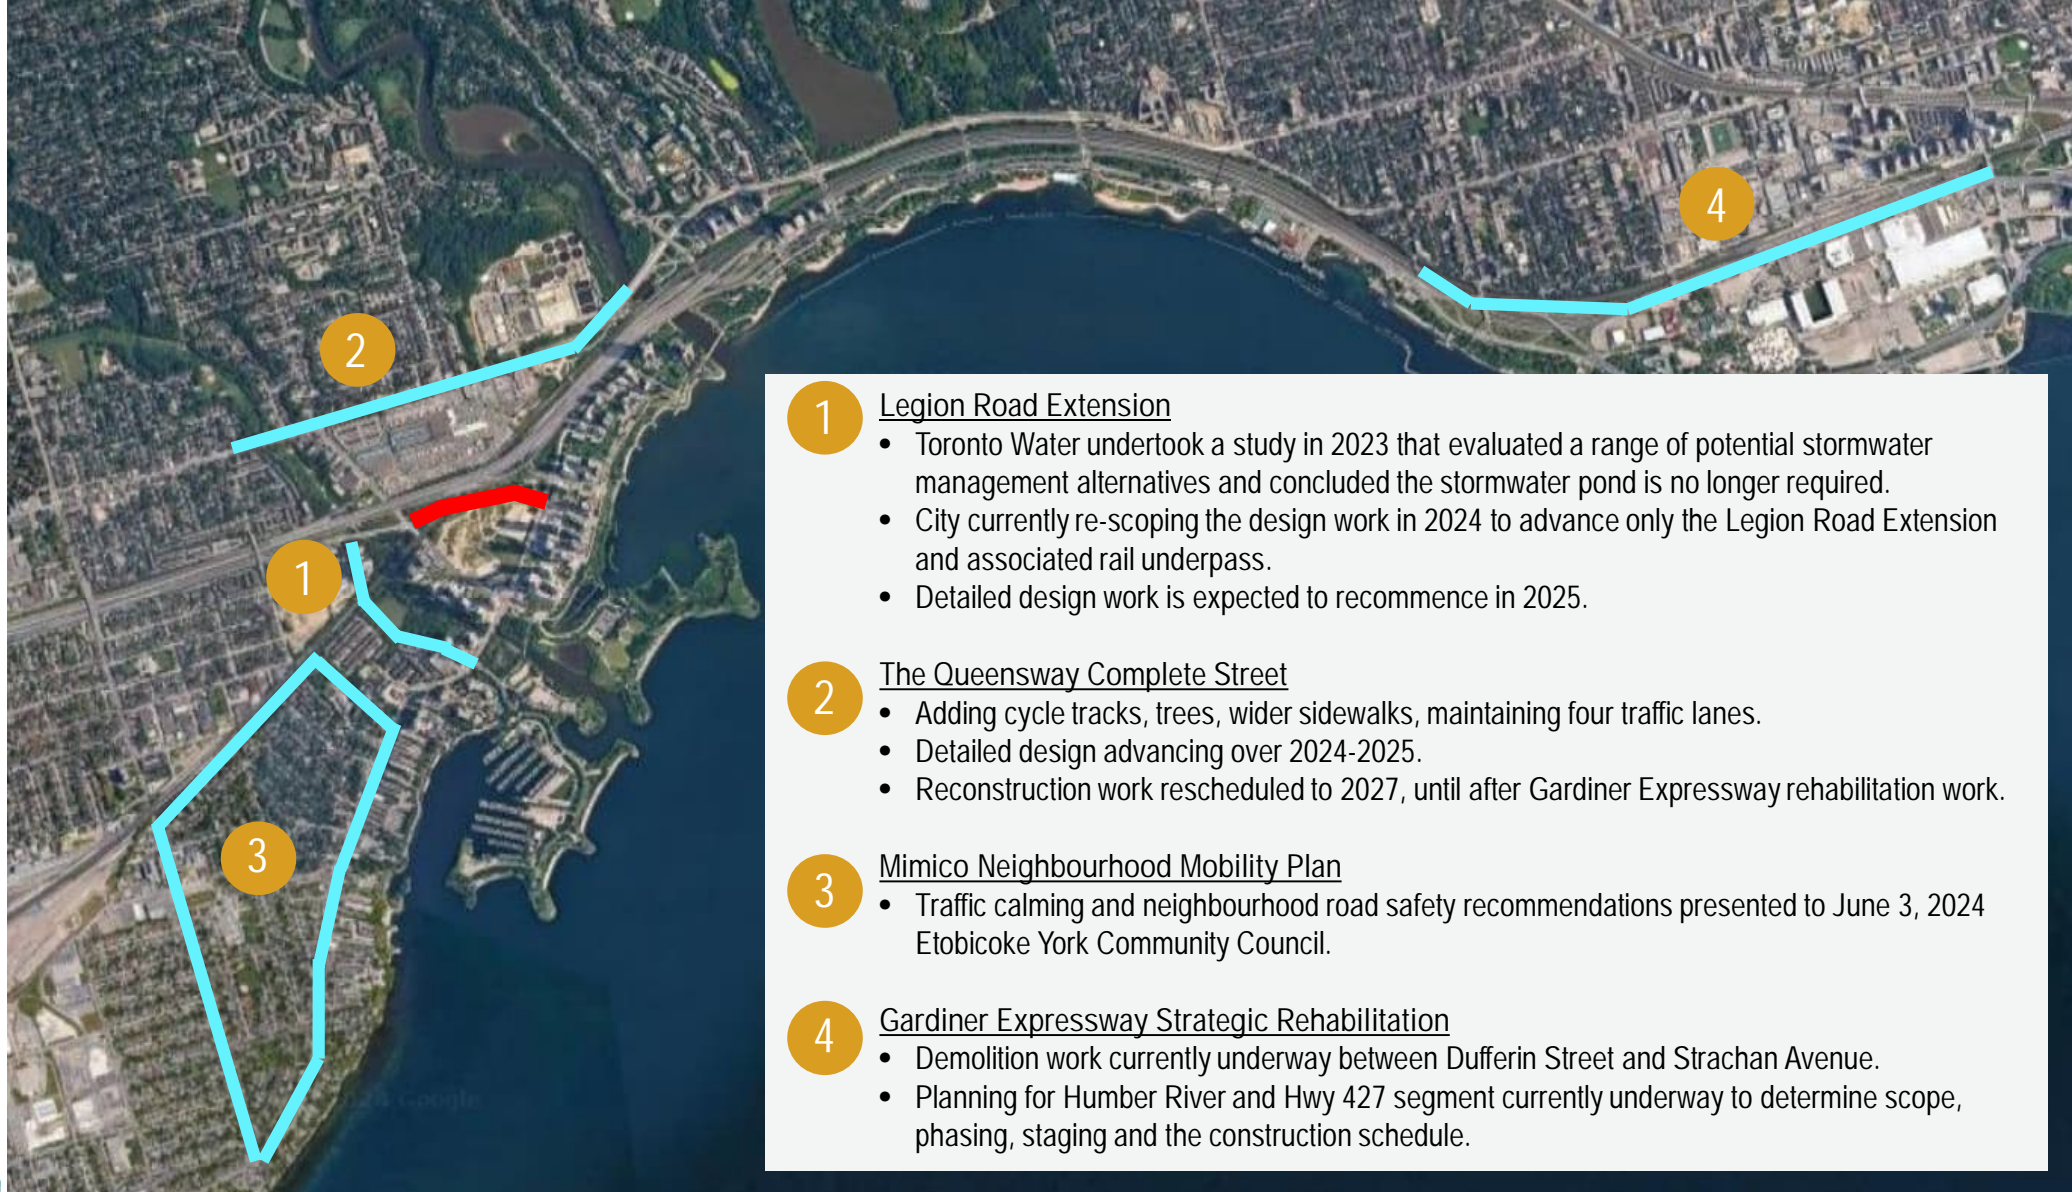 4
2
1
3
1 Legion Road Extension
• Toronto Water undertook a study in 2023 that evaluated a range of potential stormwater
management alternatives and concluded the stormwater pond is no longer required.
• City currently re-scoping the design work in 2024 to advance only the Legion Road Extension
and associated rail underpass.
• Detailed design work is expected to recommence in 2025.
2 The Queensway Complete Street
• Adding cycle tracks, trees, wider sidewalks, maintaining four traffic lanes.
• Detailed design advancing over 2024-2025.
• Reconstruction work rescheduled to 2027, until after Gardiner Expressway rehabilitation work.
3 Mimico Neighbourhood Mobility Plan
• Traffic calming and neighbourhood road safety recommendations presented to June 3, 2024
Etobicoke York Community Council.
4 Gardiner Expressway Strategic Rehabilitation
• Demolition work currently underway between Dufferin Street and Strachan Avenue.
• Planning for Humber River and Hwy 427 segment currently underway to determine scope,
phasing, staging and the construction schedule.
Google